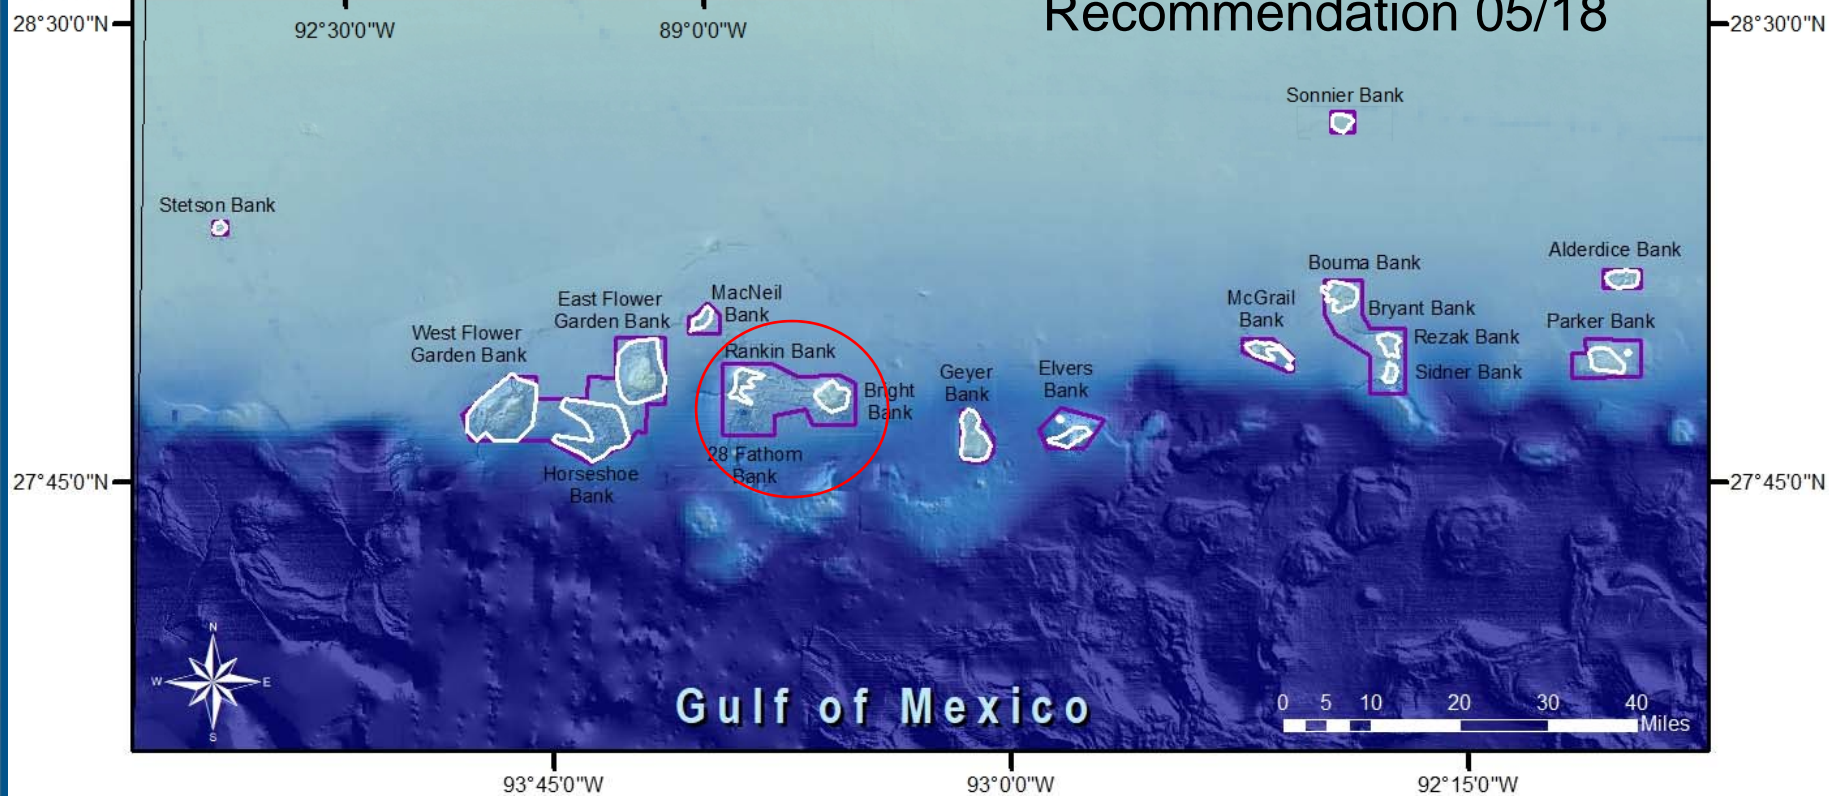 Recommendation 05/18
28°30'0"N
92°30'0"W
89°0'0"W
28°30'0"N
Sonnier Bank
Stetson Bank
Alderdice Bank
Bouma Bank
East Flower
Garden Bank
MacNeil
Bank
McGrail
Bank
Bryant Bank
Parker Bank
West Flower
Garden Bank
Rezak Bank
Rankin Bank
Sidner Bank
Geyer
Bank
Elvers
Bank
Bright
Bank
28 Fathom
Bank
Horseshoe
Bank
27°45'0"N
27°45'0"N
N
W
E
S
Gulf of Mexico
0 5 10 20 30 40
Miles
93°45'0"W
93°0'0"W
92°15'0"W